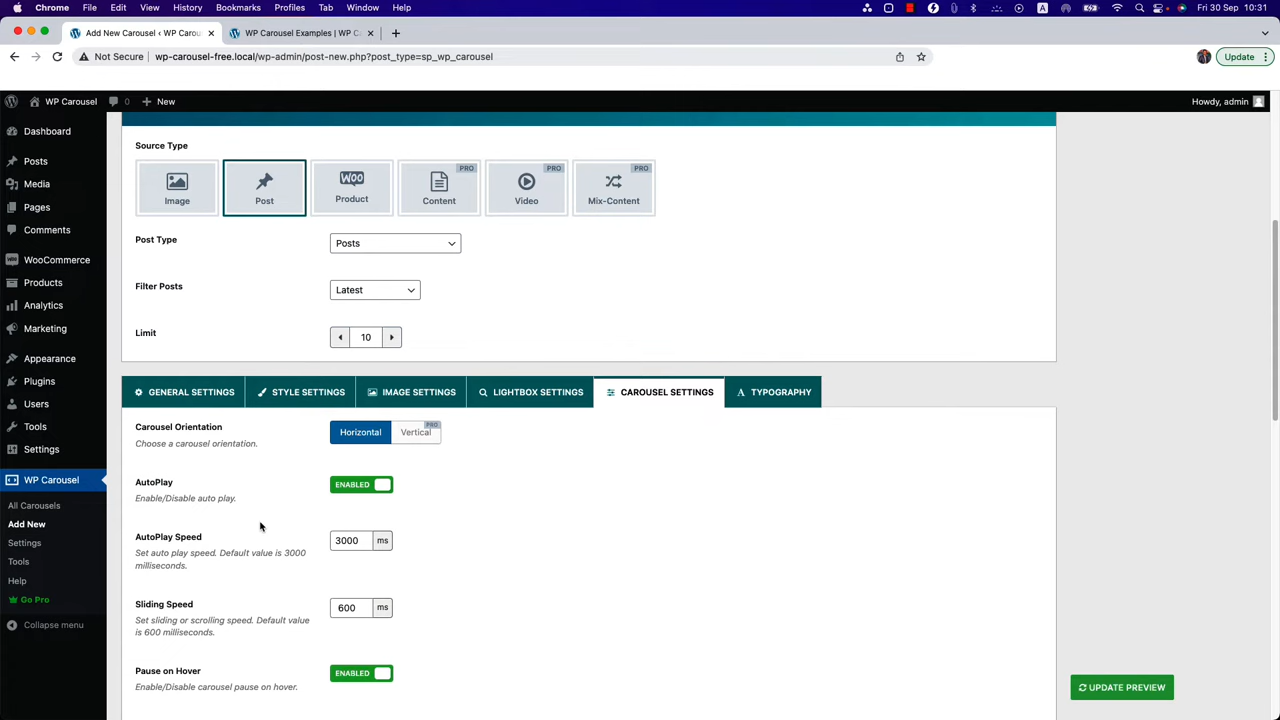 Chrome File Edit View History Bookmarks Profiles Tab Window Help Fri 30 Sep 10:31
Add New Carousel < WP Carou WP Carousel Examples | WP C
Not Secure wp-carousel-free.local/wp-admin/post-new.php?post_type=sp_wp_carousel Update
WP Carousel 0 New Howdy, admin
Dashboard
Posts
Media
Pages
Comments
WooCommerce
Products
Analytics
Marketing
Appearance
Plugins
Users
Tools
Settings
WP Carousel
All Carousels
Add New
Settings
Tools
Help
Go Pro
Collapse menu
Source Type
PRO PRO PRO
WOO
Image Post Product Content Video Mix-Content
Post Type Posts
Filter Posts Latest
Limit 10
GENERAL SETTINGS STYLE SETTINGS IMAGE SETTINGS LIGHTBOX SETTINGS CAROUSEL SETTINGS TYPOGRAPHY
Carousel Orientation
Choose a carousel orientation.
Horizontal Vertical PRO
AutoPlay
Enable/Disable auto play.
ENABLED
AutoPlay Speed
Set auto play speed. Default value is 3000
milliseconds.
3000 ms
Sliding Speed
Set sliding or scrolling speed. Default value
is 600 milliseconds.
600 ms
Pause on Hover
Enable/Disable carousel pause on hover.
ENABLED
UPDATE PREVIEW